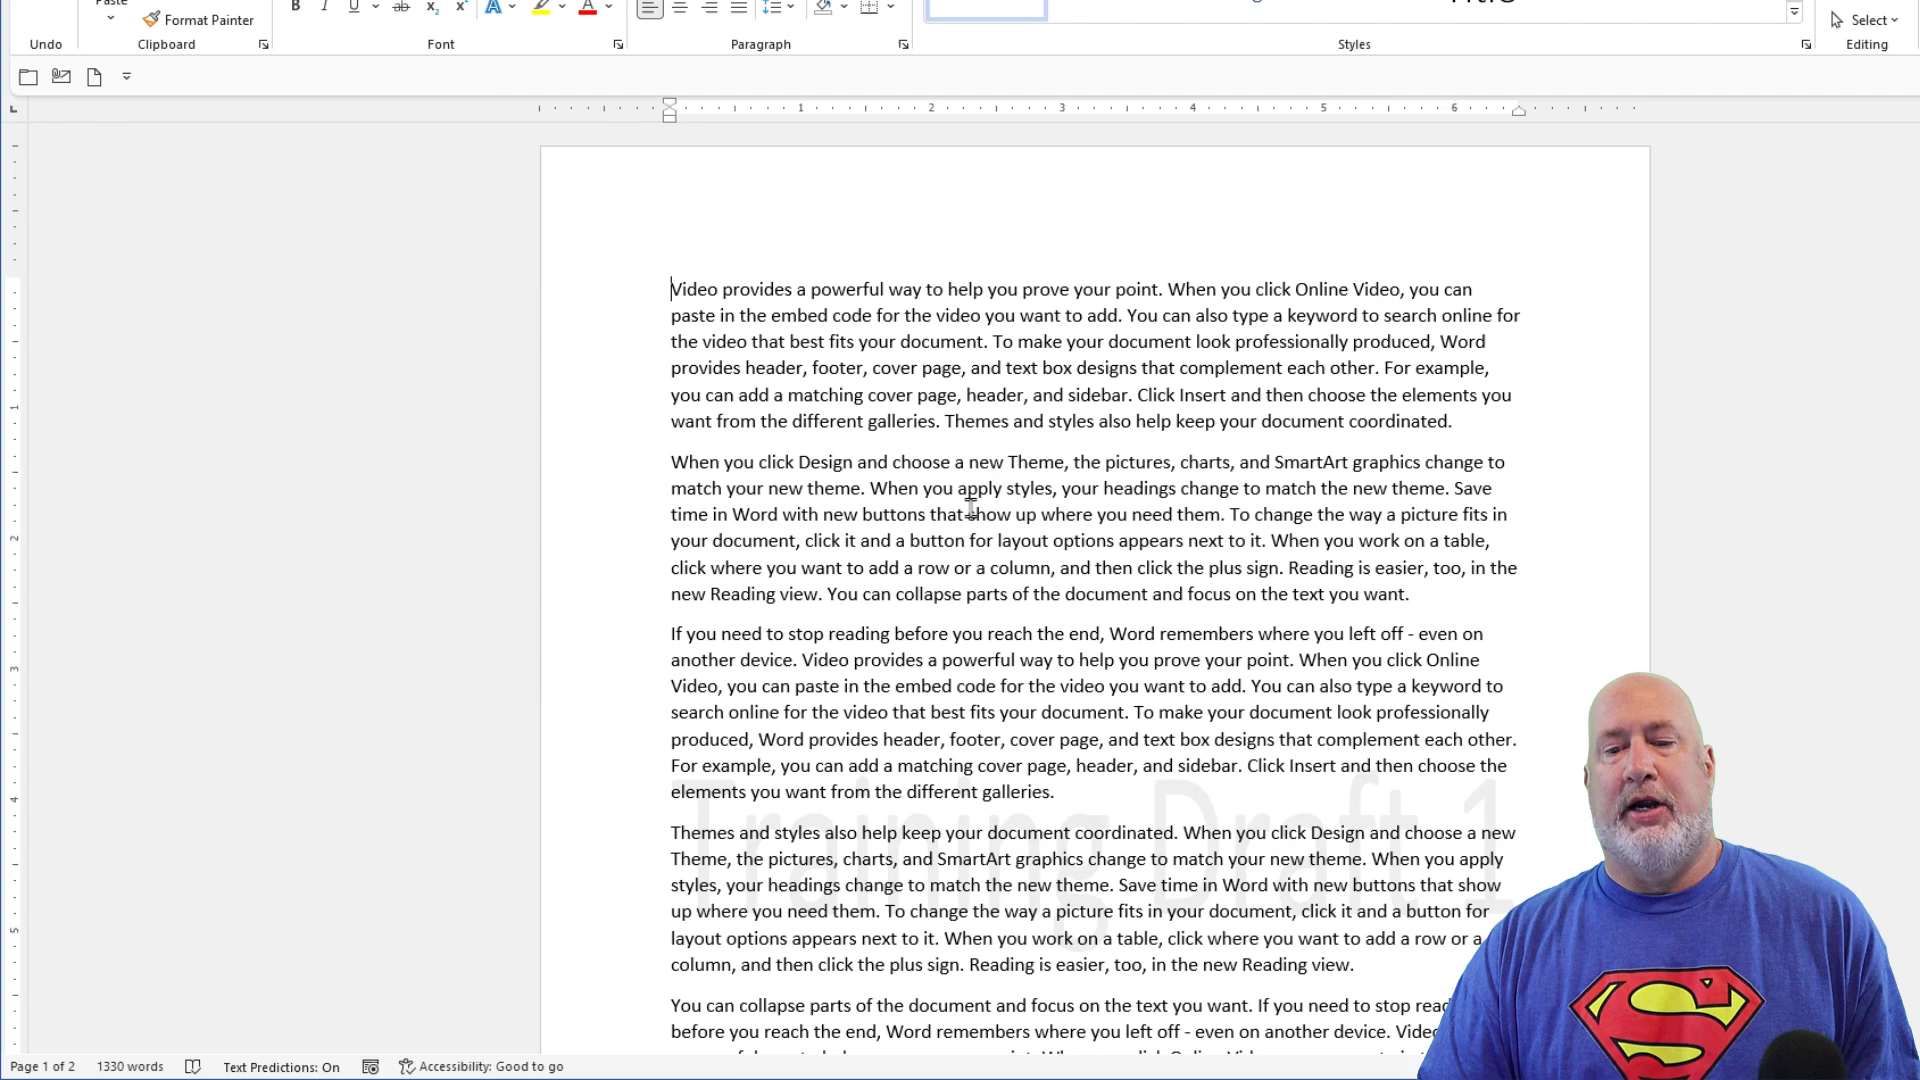 Paste
Format Painter
Select
Undo
Clipboard
Font
Paragraph
Styles
Editing
1 2 3 4 5 6
Video provides a powerful way to help you prove your point. When you click Online Video, you can
paste in the embed code for the video you want to add. You can also type a keyword to search online for
the video that best fits your document. To make your document look professionally produced, Word
provides header, footer, cover page, and text box designs that complement each other. For example,
you can add a matching cover page, header, and sidebar. Click Insert and then choose the elements you
want from the different galleries. Themes and styles also help keep your document coordinated.
When you click Design and choose a new Theme, the pictures, charts, and SmartArt graphics change to
match your new theme. When you apply styles, your headings change to match the new theme. Save
time in Word with new buttons that show up where you need them. To change the way a picture fits in
your document, click it and a button for layout options appears next to it. When you work on a table,
click where you want to add a row or a column, and then click the plus sign. Reading is easier, too, in the
new Reading view. You can collapse parts of the document and focus on the text you want.
If you need to stop reading before you reach the end, Word remembers where you left off - even on
another device. Video provides a powerful way to help you prove your point. When you click Online
Video, you can paste in the embed code for the video you want to add. You can also type a keyword to
search online for the video that best fits your document. To make your document look professionally
produced, Word provides header, footer, cover page, and text box designs that complement each other.
For example, you can add a matching cover page, header, and sidebar. Click Insert and then choose the
elements you want from the different galleries.
Training Draft 1
Themes and styles also help keep your document coordinated. When you click Design and choose a new
Theme, the pictures, charts, and SmartArt graphics change to match your new theme. When you apply
styles, your headings change to match the new theme. Save time in Word with new buttons that show
up where you need them. To change the way a picture fits in your document, click it and a button for
layout options appears next to it. When you work on a table, click where you want to add a row or a
column, and then click the plus sign. Reading is easier, too, in the new Reading view.
You can collapse parts of the document and focus on the text you want. If you need to stop
before you reach the end, Word remembers where you left off - even on another device.
Page 1 of 2 1330 words Text Predictions: On Accessibility: Good to go